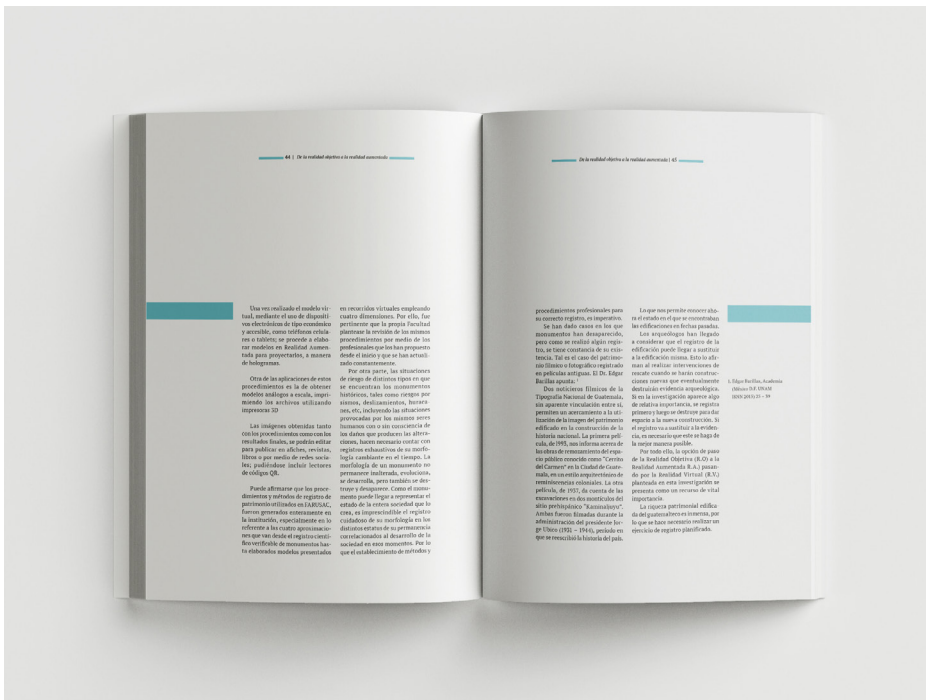 44 | De la realidad objetiva a la realidad aumentada
Una vez realizado el modelo vir-
tual, mediante el uso de dispositi-
vos electrónicos de tipo económico
y accesible, como teléfonos celula-
res o tablets; se procede a elabo-
rar modelos en Realidad Aumen-
tada para proyectarlos, a manera
de hologramas.
Otra de las aplicaciones de estos
procedimientos es la de obtener
modelos análogos a escala, impri-
miendo los archivos utilizando
impresoras 3D
Las imágenes obtenidas tanto
con los procedimientos como con los
resultados finales, se podrán editar
para publicar en afiches, revistas,
libros o por medio de redes socia-
les; pudiéndose incluir lectores
de códigos QR.
Puede afirmarse que los proce-
dimientos y métodos de registro de
patrimonio utilizados en FARUSAC,
fueron generados enteramente en
la institución, especialmente en lo
referente a las cuatro aproximacio-
nes que van desde el registro cientí-
fico verificable de monumentos has-
ta elaborados modelos presentados
en recorridos virtuales empleando
cuatro dimensiones. Por ello, fue
pertinente que la propia Facultad
plantease la revisión de los mismos
procedimientos por medio de los
profesionales que los han propuesto
desde el inicio y que se han actuali-
zado constantemente.
Por otra parte, las situaciones
de riesgo de distintos tipos en que
se encuentran los monumentos
históricos, tales como riesgos por
sismos, deslizamientos, huraca-
nes, etc, incluyendo las situaciones
provocadas por los mismos seres
humanos con o sin consciencia de
los daños que producen las altera-
ciones, hacen necesario contar con
registros exhaustivos de su morfo-
logía cambiante en el tiempo. La
morfología de un monumento no
permanece inalterada, evoluciona,
se desarrolla, pero también se des-
truye y desaparece. Como el monu-
mento puede llegar a representar el
estado de la entera sociedad que lo
crea, es imprescindible el registro
cuidadoso de su morfología en los
distintos estatus de su permanencia
correlacionados al desarrollo de la
sociedad en esos momentos. Por lo
que el establecimiento de métodos y
De la realidad objetiva a la realidad aumentada | 45
procedimientos profesionales para
su correcto registro, es imperativo.
Se han dado casos en los que
monumentos han desaparecido,
pero como se realizó algún regis-
tro, se tiene constancia de su exis-
tencia. Tal es el caso del patrimo-
nio fílmico o fotográfico registrado
en películas antiguas. El Dr. Edgar
Barillas apunta: ¹
Dos noticieros fílmicos de la
Tipografía Nacional de Guatemala,
sin aparente vinculación entre sí,
permiten un acercamiento a la uti-
lización de la imagen del patrimonio
edificado en la construcción de la
historia nacional. La primera pelí-
cula, de 1935, nos informa acerca de
las obras de remozamiento del espa-
cio público conocido como "Cerrito
del Carmen" en la Ciudad de Guate-
mala, en un estilo arquitectónico de
reminiscencias coloniales. La otra
película, de 1937, da cuenta de las
excavaciones en dos montículos del
sitio prehispánico "Kaminaljuyu".
Ambas fueron filmadas durante la
administración del presidente Jor-
ge Ubico (1931 – 1944), período en
que se reescribió la historia del país.
Lo que nos permite conocer aho-
ra el estado en el que se encontraban
las edificaciones en fechas pasadas.
Los arqueólogos han llegado
a considerar que el registro de la
edificación puede llegar a sustituir
a la edificación misma. Esto lo afir-
man al realizar intervenciones de
rescate cuando se harán construc-
ciones nuevas que eventualmente
destruirán evidencia arqueológica.
Si en la investigación aparece algo
de relativa importancia, se registra
primero y luego se destruye para dar
espacio a la nueva construcción. Si
el registro va a sustituir a la eviden-
cia, es necesario que este se haga de
la mejor manera posible.
Por todo ello, la opción de paso
de la Realidad Objetiva (R.O) a la
Realidad Aumentada R.A.) pasan-
do por la Realidad Virtual (R.V.)
planteada en esta investigación se
presenta como un recurso de vital
importancia.
La riqueza patrimonial edifica-
da del guatemalteco es inmensa, por
lo que se hace necesario realizar un
ejercicio de registro planificado.
1. Edgar Barillas, Academia
(México D.F. UNAM
2013) 25 – 39